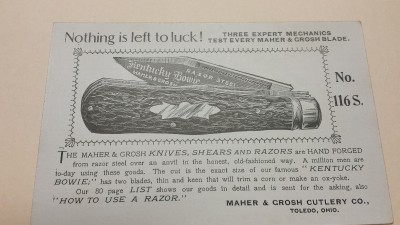 Nothing is left to luck!
THREE EXPERT MECHANICS
TEST EVERY MAHER & GROSH BLADE.
Kentucky Bowie
RAZOR STEEL
MAHER & GROSH
No.
116 S.
THE MAHER & GROSH KNIVES, SHEARS AND RAZORS are HAND FORGED
from razor steel over an anvil in the honest, old-fashioned way. A million men are
to-day using these goods. The cut is the exact size of our famous "KENTUCKY
BOWIE;" has two blades, thin and keen that will trim a corn or make an ox-yoke.
Our 80 page LIST shows our goods in detail and is sent for the asking, also
"HOW TO USE A RAZOR."
MAHER & GROSH CUTLERY CO.,
TOLEDO, OHIO.